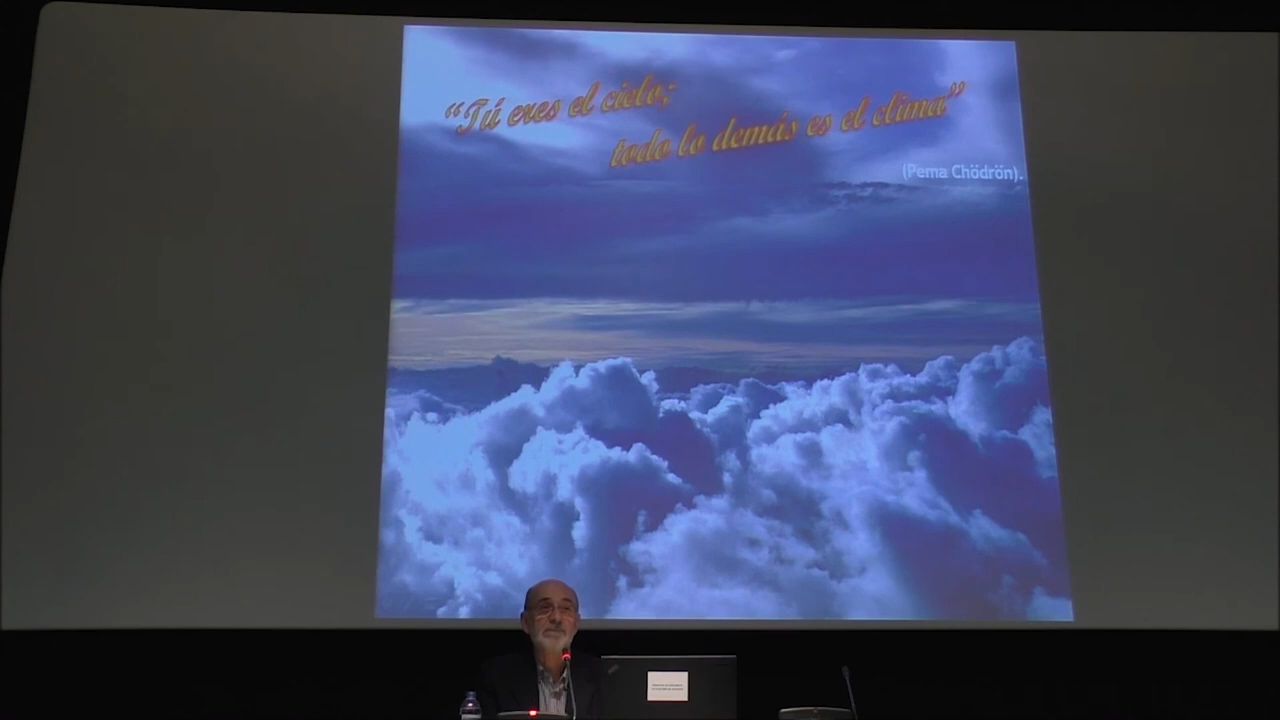 “Tú eres el cielo;
todo lo demás es el clima”
(Pema Chödrön).